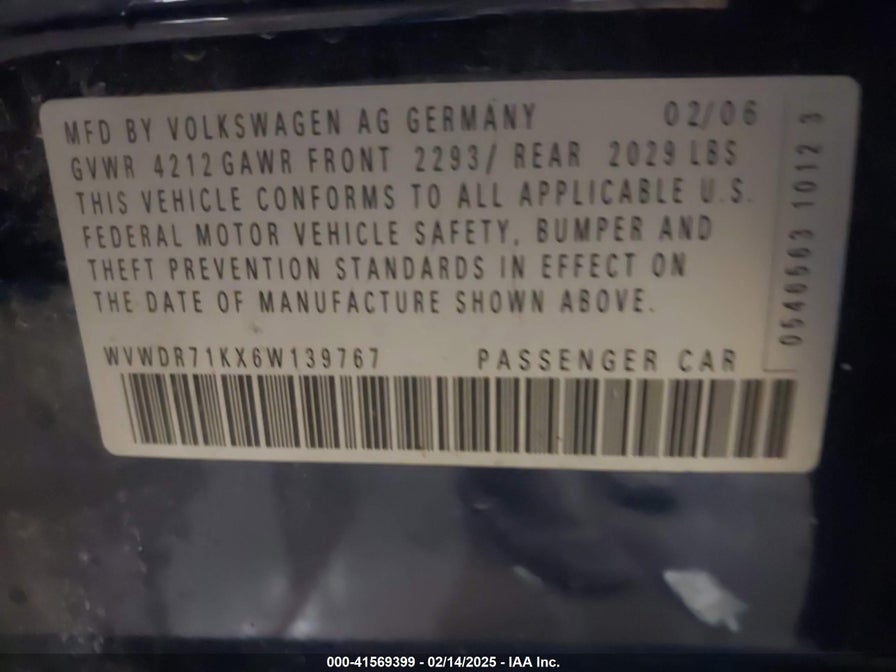 MFD BY VOLKSWAGEN AG GERMANY 02/06
GVWR 4212 GAWR FRONT 2293/ REAR 2029 LBS
THIS VEHICLE CONFORMS TO ALL APPLICABLE U.S.
FEDERAL MOTOR VEHICLE SAFETY, BUMPER AND
THEFT PREVENTION STANDARDS IN EFFECT ON
THE DATE OF MANUFACTURE SHOWN ABOVE.
WVWDR71KX6W139767 PASSENGER CAR
0546563 1012 3
000-41569399 - 02/14/2025 - IAA Inc.